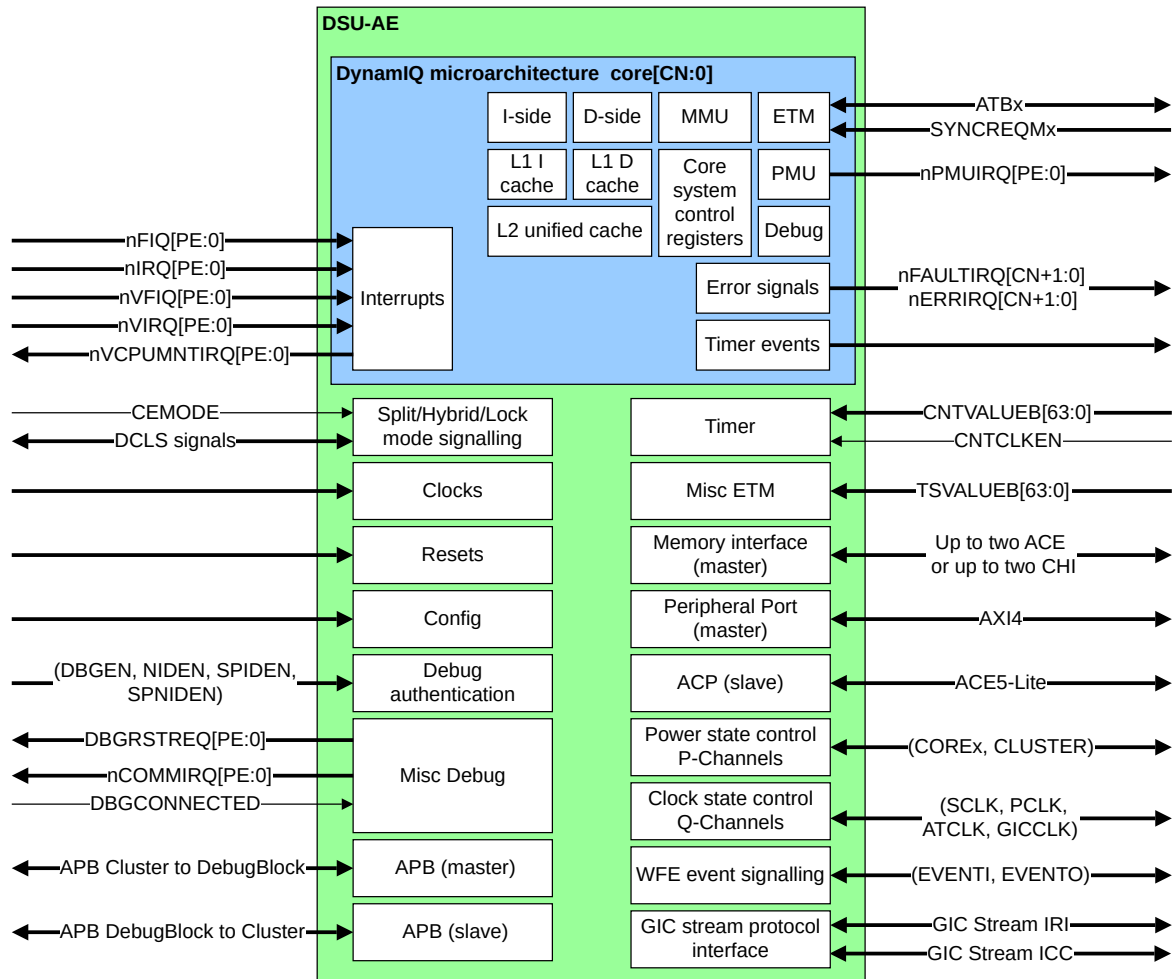 DSU-AE
DynamIQ microarchitecture core[CN:0]
I-side
D-side
MMU
ETM
L1 I
cache
L1 D
cache
Core
system
control
registers
PMU
L2 unified cache
Debug
Interrupts
Error signals
Timer events
nFIQ[PE:0]
nIRQ[PE:0]
nVFIQ[PE:0]
nVIRQ[PE:0]
nVCPUMNTIRQ[PE:0]
ATBx
SYNCREQMx
nPMUIRQ[PE:0]
nFAULTIRQ[CN+1:0]
nERRIRQ[CN+1:0]
CEMODE
DCLS signals
Split/Hybrid/Lock
mode signalling
Clocks
Resets
Config
(DBGEN, NIDEN, SPIDEN,
SPNIDEN)
Debug
authentication
DBGRSTREQ[PE:0]
nCOMMIRQ[PE:0]
DBGCONNECTED
Misc Debug
APB Cluster to DebugBlock
APB (master)
APB DebugBlock to Cluster
APB (slave)
Timer
CNTVALUEB[63:0]
CNTCLKEN
Misc ETM
TSVALUEB[63:0]
Memory interface
(master)
Up to two ACE
or up to two CHI
Peripheral Port
(master)
AXI4
ACP (slave)
ACE5-Lite
Power state control
P-Channels
(COREx, CLUSTER)
Clock state control
Q-Channels
(SCLK, PCLK,
ATCLK, GICCLK)
WFE event signalling
(EVENTI, EVENTO)
GIC stream protocol
interface
GIC Stream IRI
GIC Stream ICC